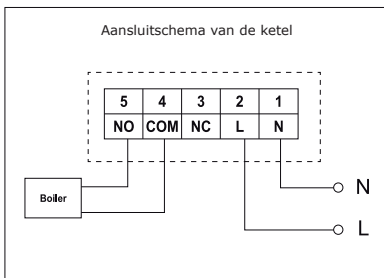 Aansluitschema van de ketel
5 4 3 2 1
NO COM NC L N
Boiler
N
L